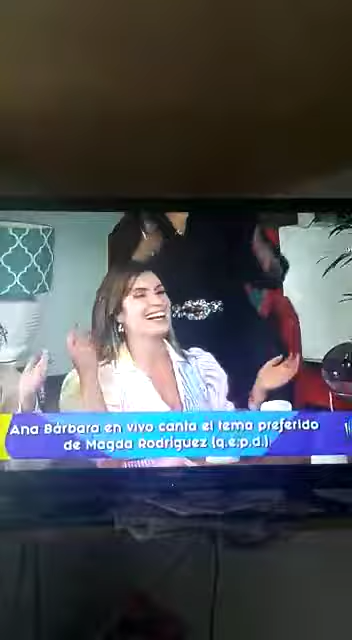 Ana Bárbara en vivo canta el tema preferido
de Magda Rodríguez (q.e.p.d.)